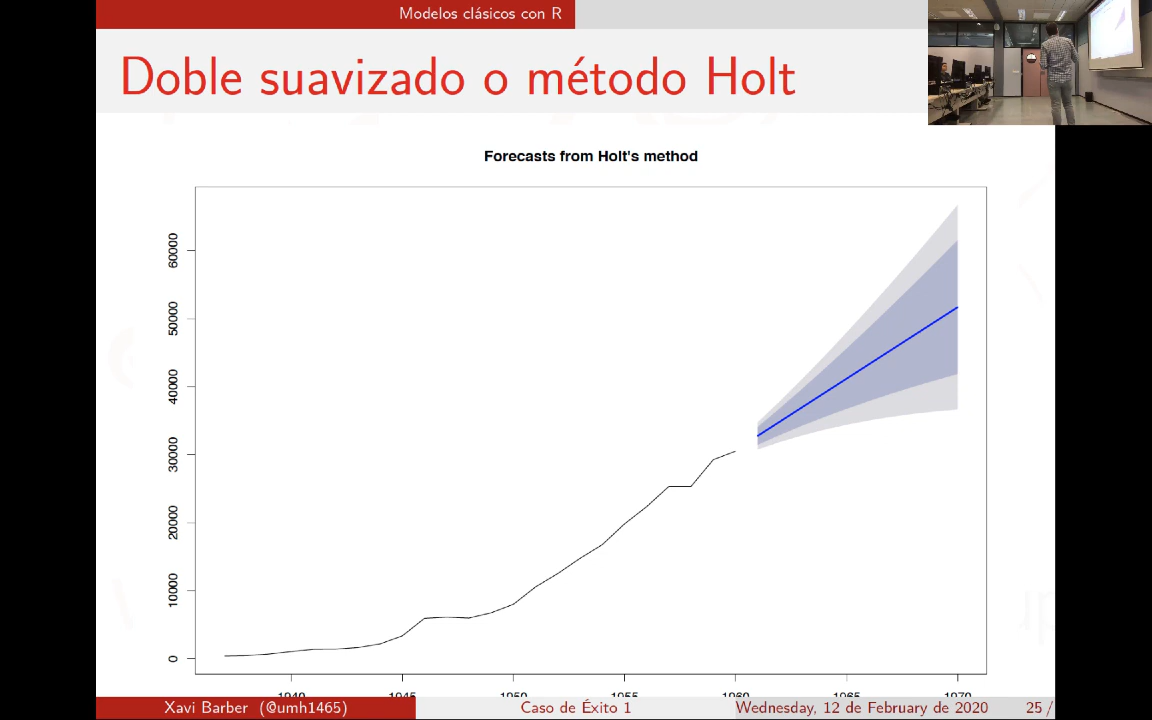 Modelos clásicos con R
Doble suavizado o método Holt
Forecasts from Holt's method
60000
50000
40000
30000
20000
10000
0
1940 1945 1950 1955 1960 1965 1970
Xavi Barber (@umh1465) Caso de Éxito 1 Wednesday, 12 de February de 2020 25 /